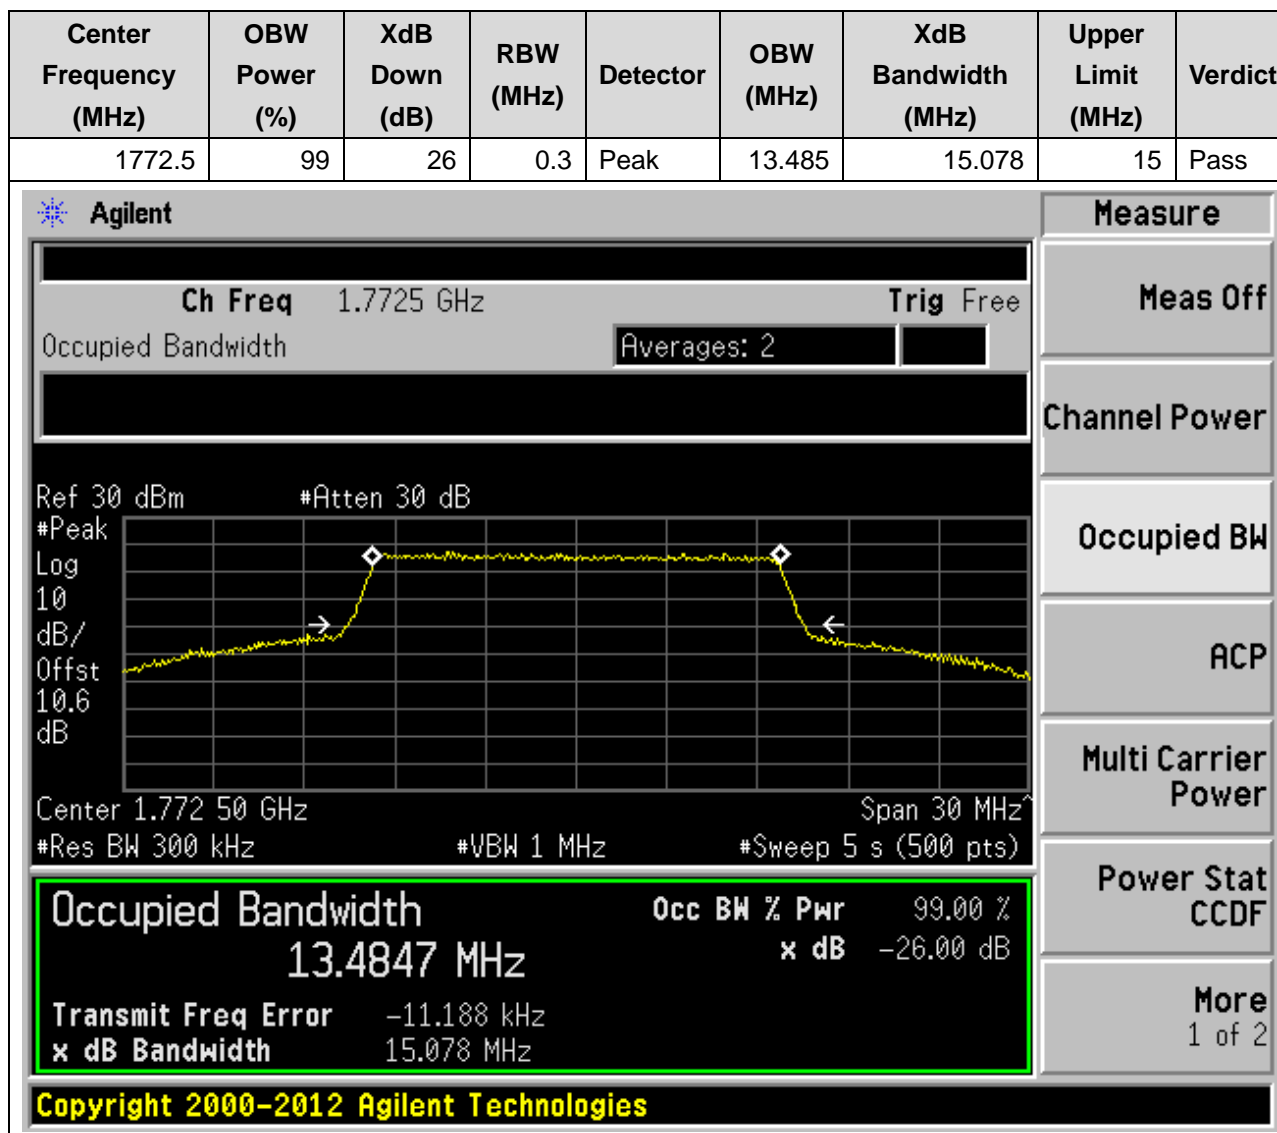 Center Frequency (MHz) OBW Power (%) XdB Down (dB) RBW (MHz) Detector OBW (MHz) XdB Bandwidth (MHz) Upper Limit (MHz) Verdict
1772.5 99 26 0.3 Peak 13.485 15.078 15 Pass
Agilent
Ch Freq 1.7725 GHz Trig Free
Occupied Bandwidth Averages: 2
Ref 30 dBm #Atten 30 dB
#Peak
Log
10
dB/
Offst
10.6
dB
Center 1.772 50 GHz Span 30 MHz^
#Res BW 300 kHz #VBW 1 MHz #Sweep 5 s (500 pts)
Occupied Bandwidth Occ BW % Pwr 99.00 %
13.4847 MHz x dB -26.00 dB
Transmit Freq Error -11.188 kHz
x dB Bandwidth 15.078 MHz
Copyright 2000-2012 Agilent Technologies
Measure
Meas Off
Channel Power
Occupied BW
ACP
Multi Carrier
Power
Power Stat
CCDF
More
1 of 2